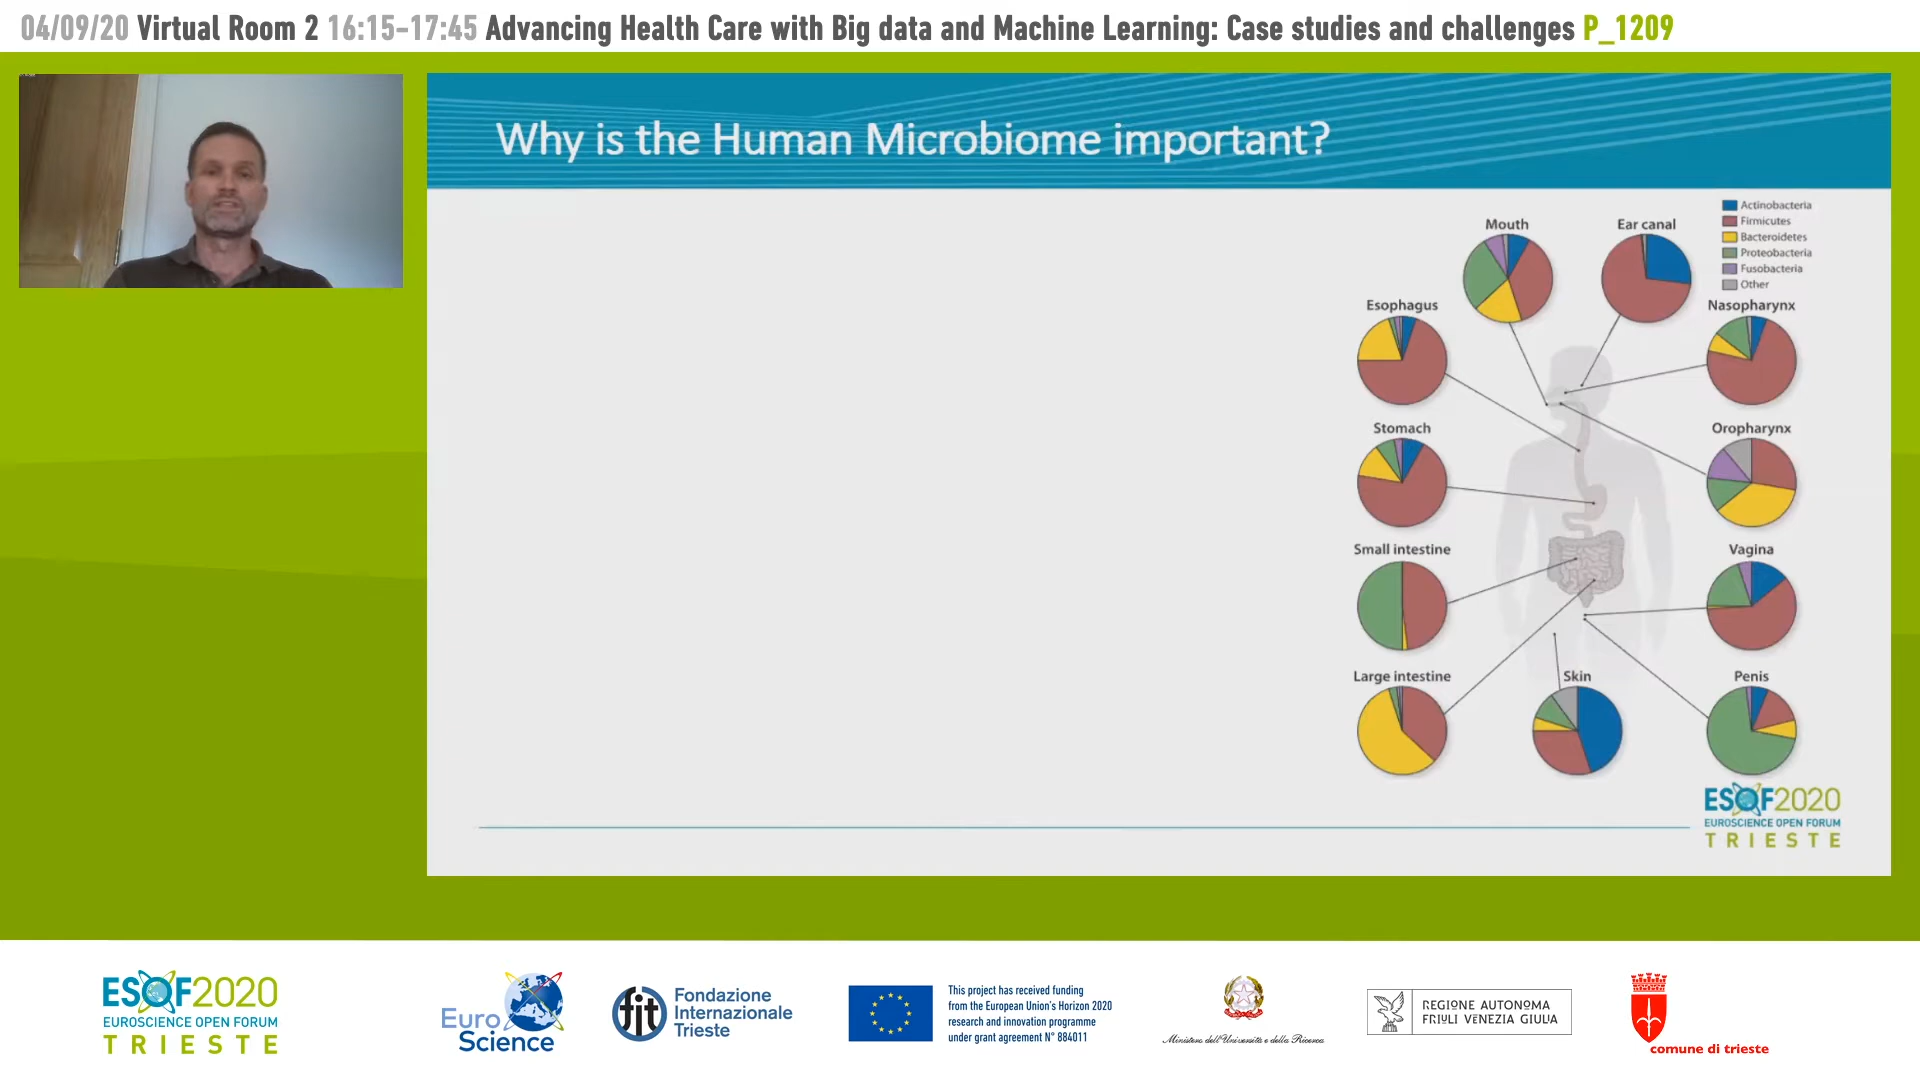 04/09/20 Virtual Room 2 16:15-17:45 Advancing Health Care with Big data and Machine Learning: Case studies and challenges P_1209
Why is the Human Microbiome important?
Actinobacteria
Firmicutes
Bacteroidetes
Proteobacteria
Fusobacteria
Other
Mouth
Ear canal
Esophagus
Nasopharynx
Stomach
Oropharynx
Small intestine
Vagina
Large intestine
Skin
Penis
ESOF2020
EUROSCIENCE OPEN FORUM
TRIESTE
ESOF2020
EUROSCIENCE OPEN FORUM
TRIESTE
Euro
Science
fit
Fondazione
Internazionale
Trieste
This project has received funding
from the European Union's Horizon 2020
research and innovation programme
under grant agreement N° 884011
Ministero dell'Università e della Ricerca
REGIONE AUTONOMA
FRIULI VENEZIA GIULIA
comune di trieste